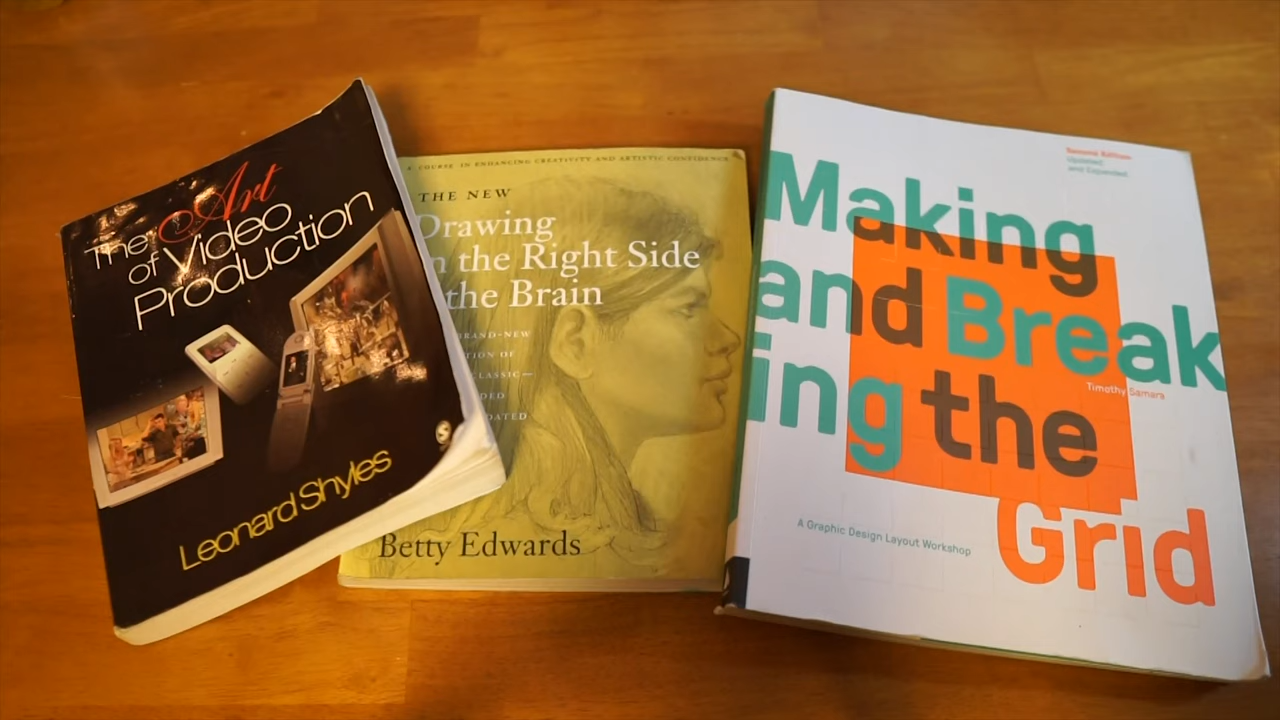 The Art
of Video
Production
Leonard Shyles
A COURSE IN ENHANCING CREATIVITY AND ARTISTIC CONFIDENCE
THE NEW
Drawing
n the Right Side
the Brain
BRAND-NEW
TION OF
CLASSIC—
DED
DATED
Betty Edwards
Second Edition
Updated
and Expanded
Making
and Break
ing the
Grid
Timothy Samara
A Graphic Design Layout Workshop